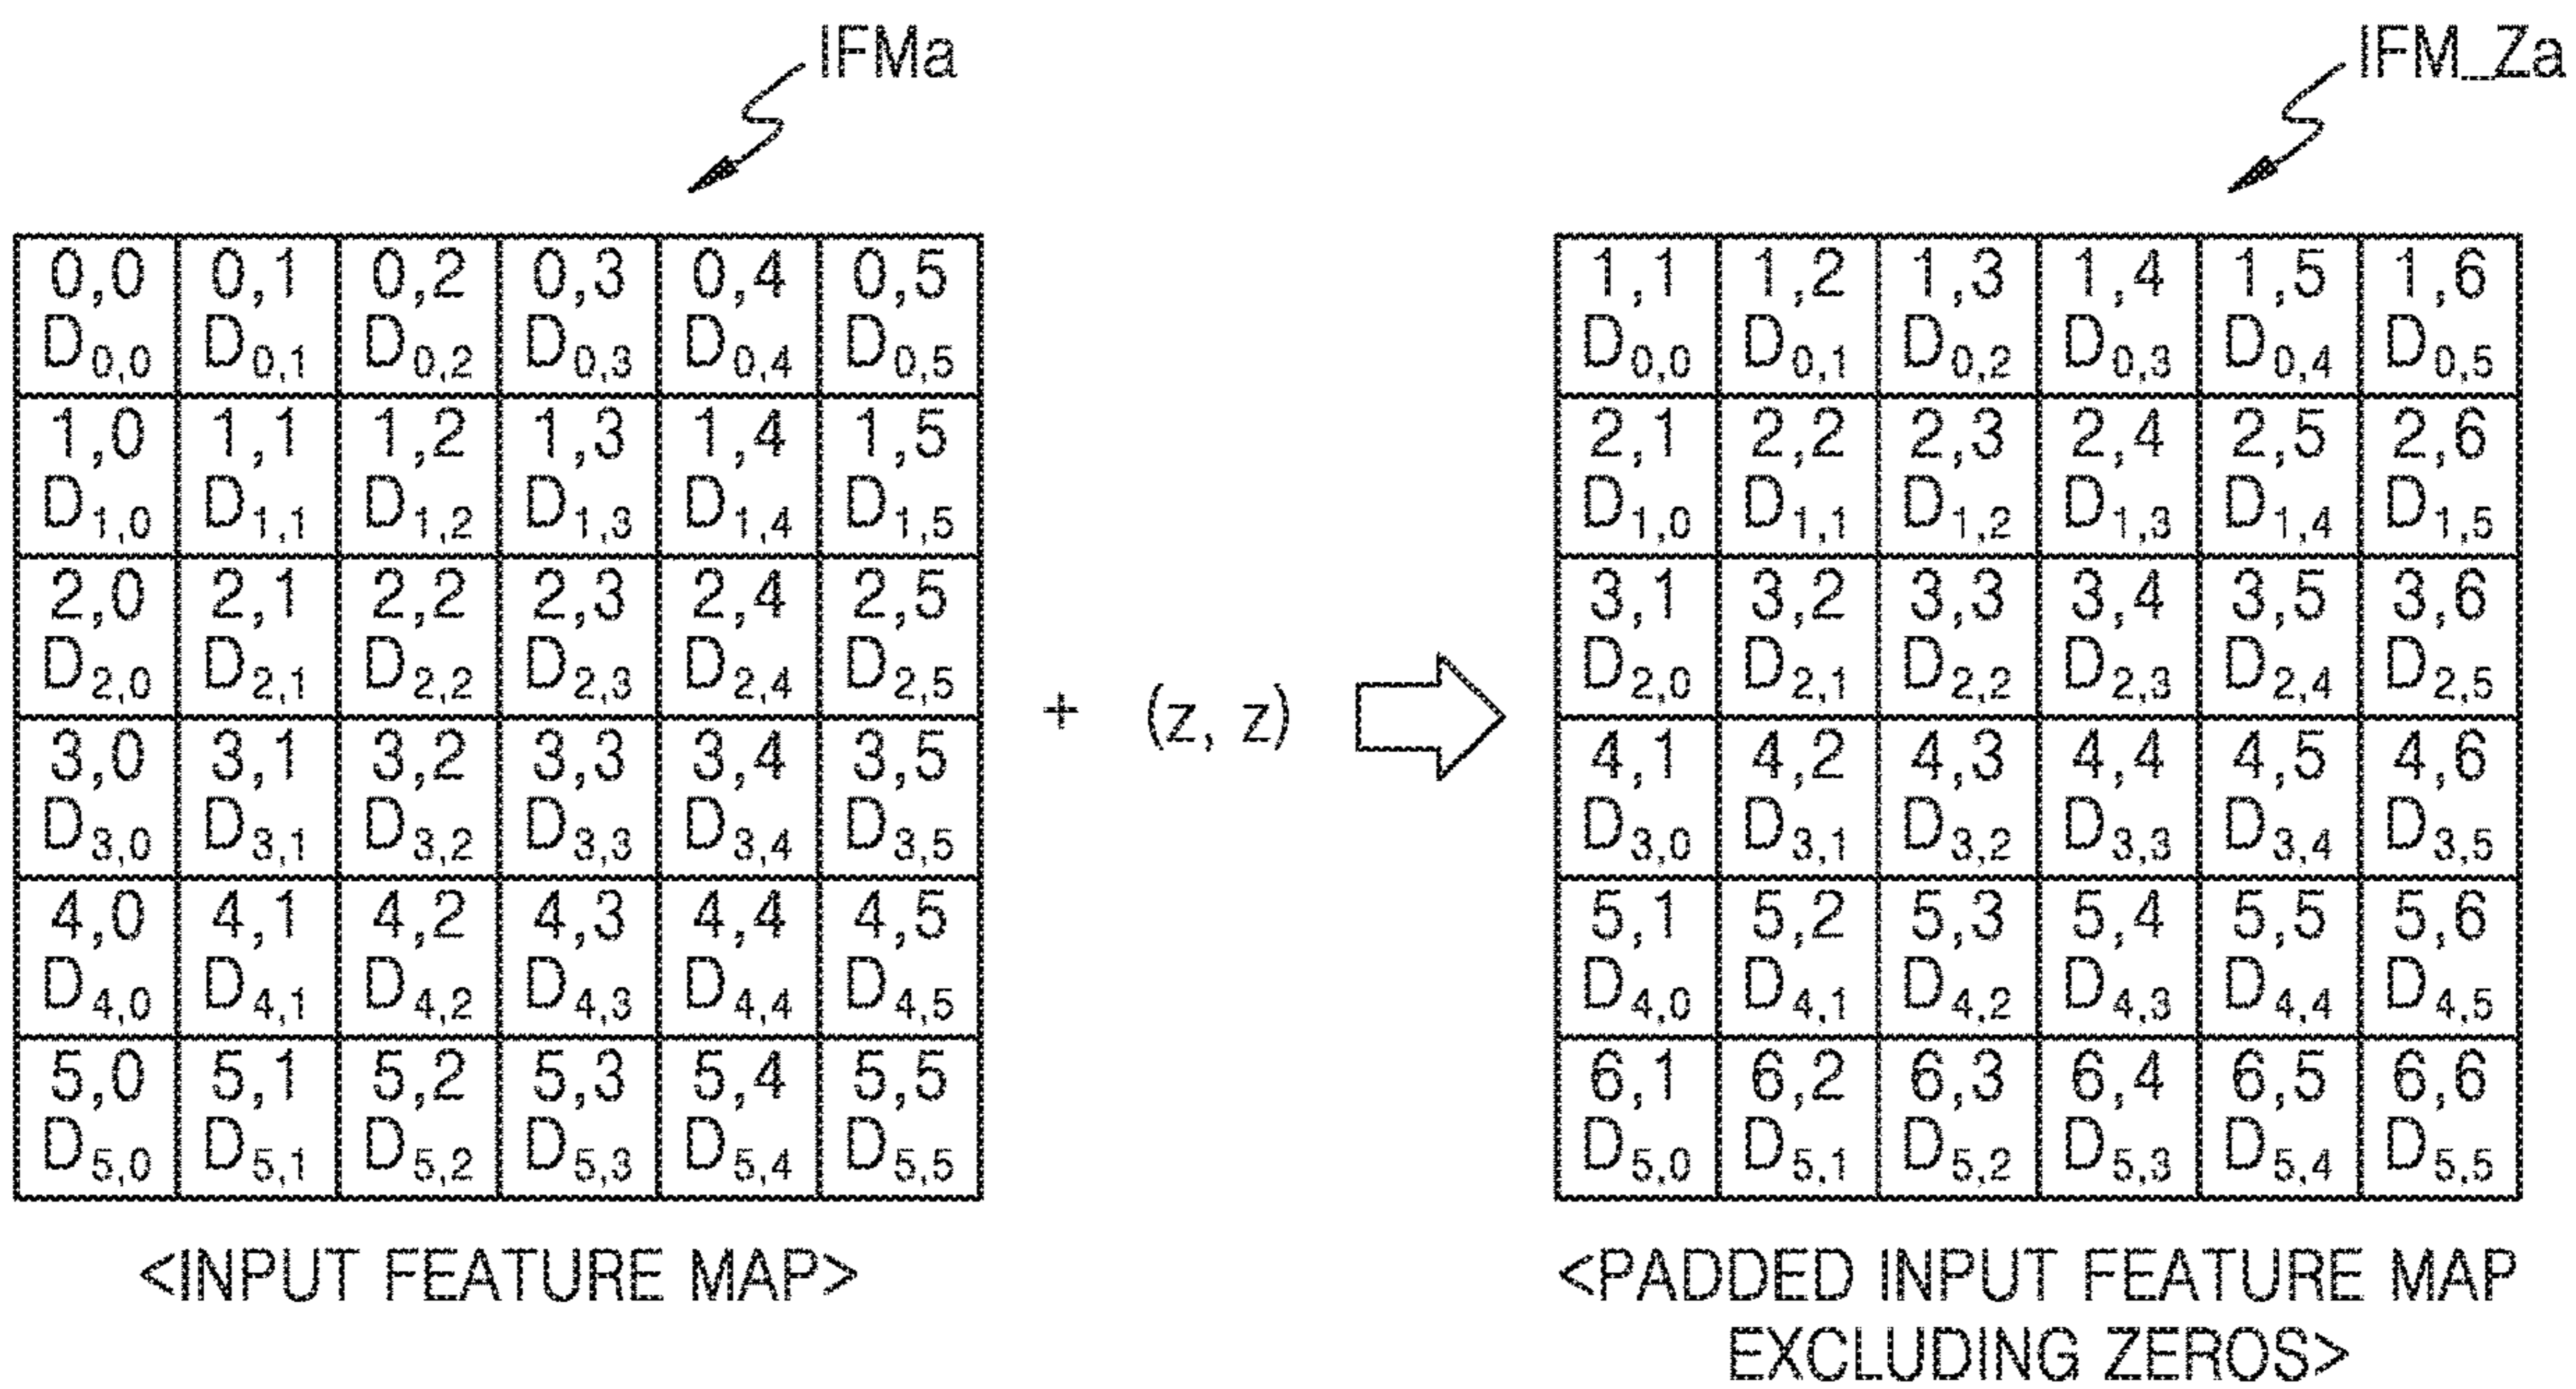 IFMa
IFM_Za
0,0 0,1 0,2 0,3 0,4 0,5
D0,0 D0,1 D0,2 D0,3 D0,4 D0,5
1,0 1,1 1,2 1,3 1,4 1,5
D1,0 D1,1 D1,2 D1,3 D1,4 D1,5
2,0 2,1 2,2 2,3 2,4 2,5
D2,0 D2,1 D2,2 D2,3 D2,4 D2,5
3,0 3,1 3,2 3,3 3,4 3,5
D3,0 D3,1 D3,2 D3,3 D3,4 D3,5
4,0 4,1 4,2 4,3 4,4 4,5
D4,0 D4,1 D4,2 D4,3 D4,4 D4,5
5,0 5,1 5,2 5,3 5,4 5,5
D5,0 D5,1 D5,2 D5,3 D5,4 D5,5
<INPUT FEATURE MAP>
+ (z, z)
1,1 1,2 1,3 1,4 1,5 1,6
D0,0 D0,1 D0,2 D0,3 D0,4 D0,5
2,1 2,2 2,3 2,4 2,5 2,6
D1,0 D1,1 D1,2 D1,3 D1,4 D1,5
3,1 3,2 3,3 3,4 3,5 3,6
D2,0 D2,1 D2,2 D2,3 D2,4 D2,5
4,1 4,2 4,3 4,4 4,5 4,6
D3,0 D3,1 D3,2 D3,3 D3,4 D3,5
5,1 5,2 5,3 5,4 5,5 5,6
D4,0 D4,1 D4,2 D4,3 D4,4 D4,5
6,1 6,2 6,3 6,4 6,5 6,6
D5,0 D5,1 D5,2 D5,3 D5,4 D5,5
<PADDED INPUT FEATURE MAP
EXCLUDING ZEROS>